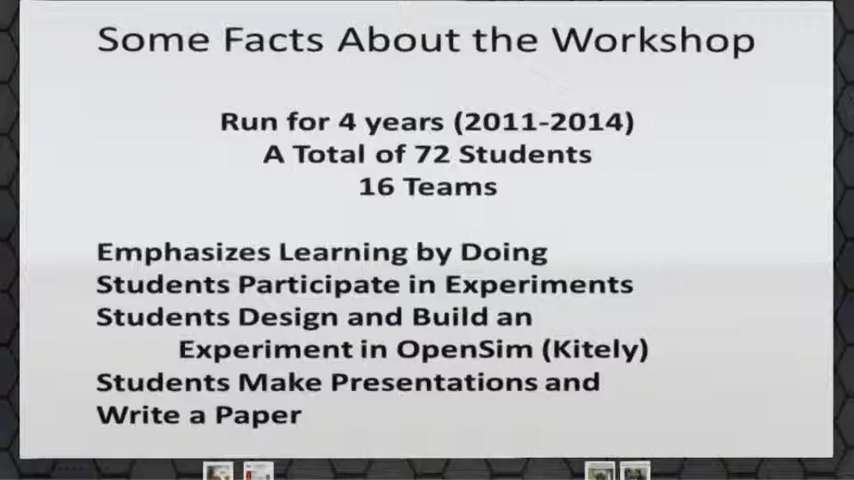 Some Facts About the Workshop
Run for 4 years (2011-2014)
A Total of 72 Students
16 Teams
Emphasizes Learning by Doing
Students Participate in Experiments
Students Design and Build an
Experiment in OpenSim (Kitely)
Students Make Presentations and
Write a Paper